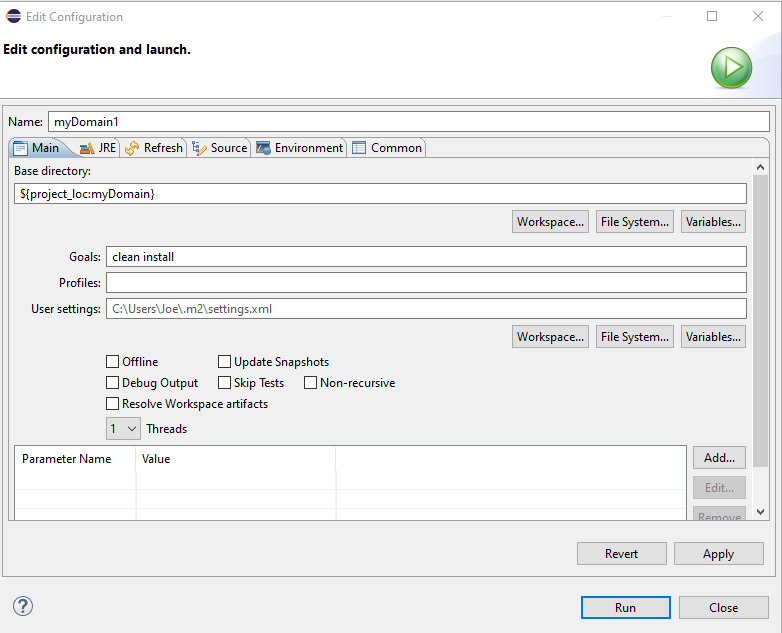 Edit Configuration
Edit configuration and launch.
Name: myDomain1
Main JRE Refresh Source Environment Common
Base directory:
${project_loc:myDomain}
Workspace... File System... Variables...
Goals: clean install
Profiles:
User settings: C:\Users\Joe\.m2\settings.xml
Workspace... File System... Variables...
Offline Update Snapshots
Debug Output Skip Tests Non-recursive
Resolve Workspace artifacts
1 Threads
Parameter Name Value Add...
Edit...
Remove
Revert Apply
? Run Close